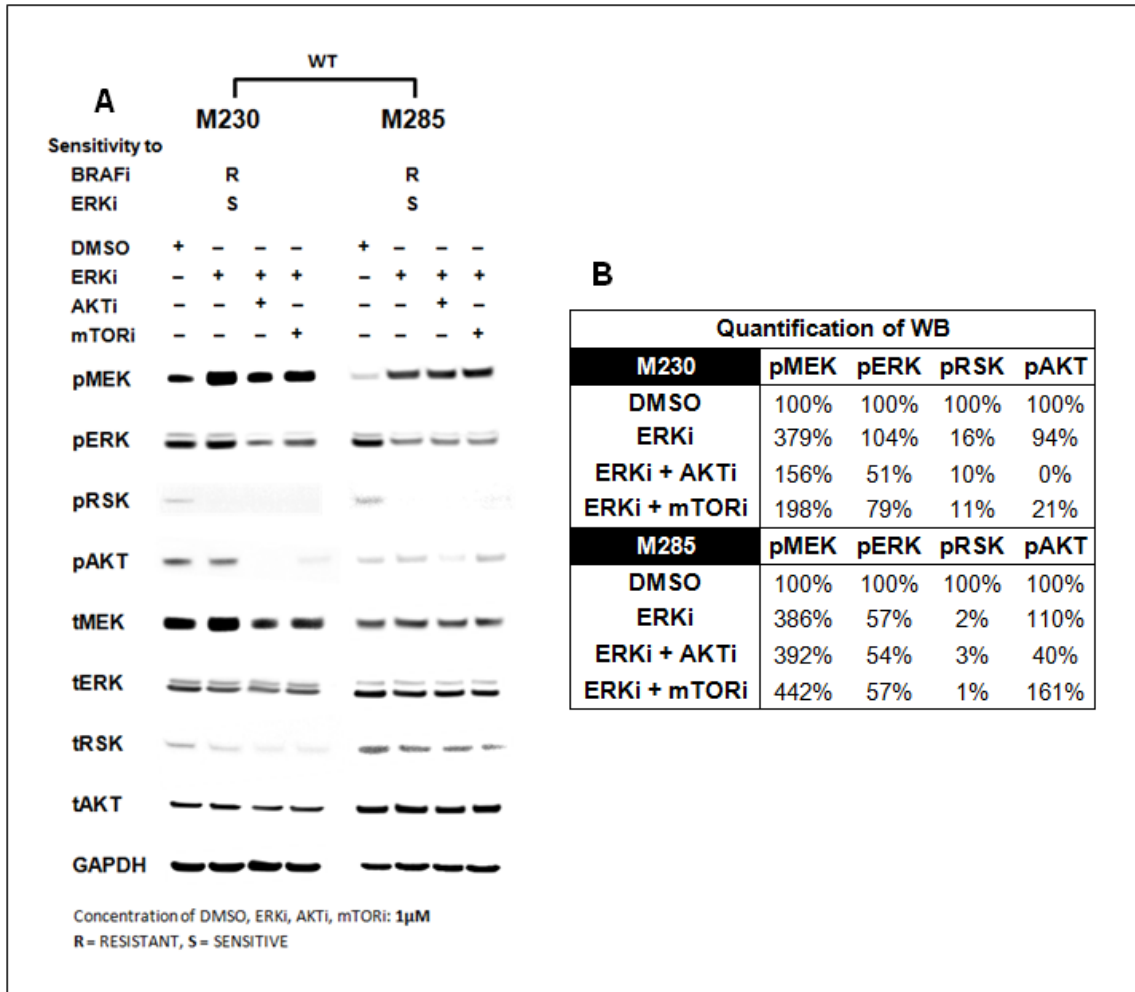 WT
A
M230 M285
Sensitivity to
BRAFi R R
ERKi S S
DMSO + – – – + – – –
ERKi – + + + – + + +
AKTi – – + – – – + –
mTORi – – – + – – – +
pMEK
pERK
pRSK
pAKT
tMEK
tERK
tRSK
tAKT
GAPDH
Concentration of DMSO, ERKi, AKTi, mTORi: 1µM
R = RESISTANT, S = SENSITIVE
B
Quantification of WB
M230 pMEK pERK pRSK pAKT
DMSO 100% 100% 100% 100%
ERKi 379% 104% 16% 94%
ERKi + AKTi 156% 51% 10% 0%
ERKi + mTORi 198% 79% 11% 21%
M285 pMEK pERK pRSK pAKT
DMSO 100% 100% 100% 100%
ERKi 386% 57% 2% 110%
ERKi + AKTi 392% 54% 3% 40%
ERKi + mTORi 442% 57% 1% 161%